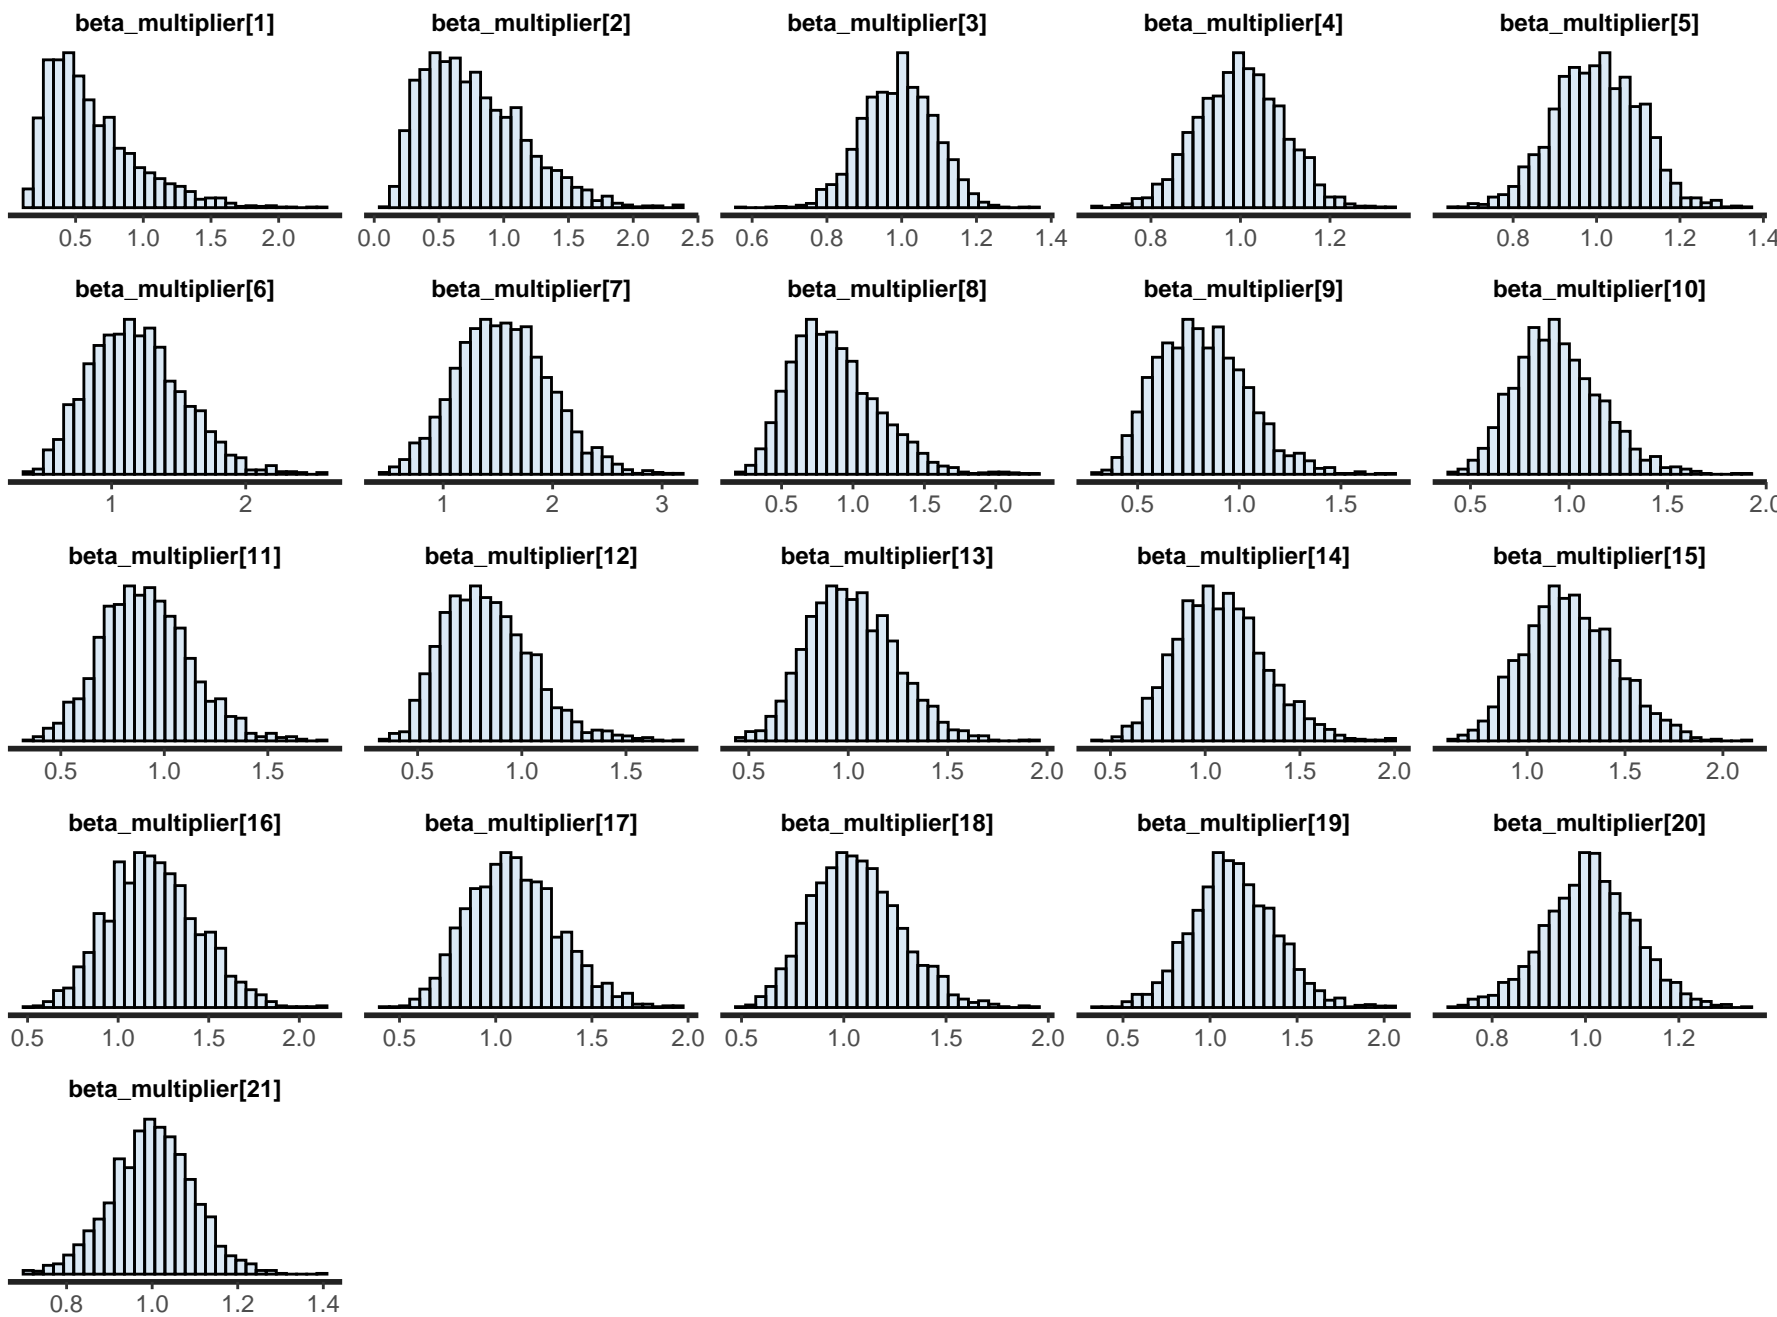 beta_multiplier[1] beta_multiplier[2] beta_multiplier[3] beta_multiplier[4] beta_multiplier[5]
0.5 1.0 1.5 2.0 0.0 0.5 1.0 1.5 2.0 2.5 0.6 0.8 1.0 1.2 1.4 0.8 1.0 1.2 0.8 1.0 1.2 1.4
beta_multiplier[6] beta_multiplier[7] beta_multiplier[8] beta_multiplier[9] beta_multiplier[10]
1 2 1 2 3 0.5 1.0 1.5 2.0 0.5 1.0 1.5 0.5 1.0 1.5 2.0
beta_multiplier[11] beta_multiplier[12] beta_multiplier[13] beta_multiplier[14] beta_multiplier[15]
0.5 1.0 1.5 0.5 1.0 1.5 0.5 1.0 1.5 2.0 0.5 1.0 1.5 2.0 1.0 1.5 2.0
beta_multiplier[16] beta_multiplier[17] beta_multiplier[18] beta_multiplier[19] beta_multiplier[20]
0.5 1.0 1.5 2.0 0.5 1.0 1.5 2.0 0.5 1.0 1.5 2.0 0.5 1.0 1.5 2.0 0.8 1.0 1.2
beta_multiplier[21]
0.8 1.0 1.2 1.4